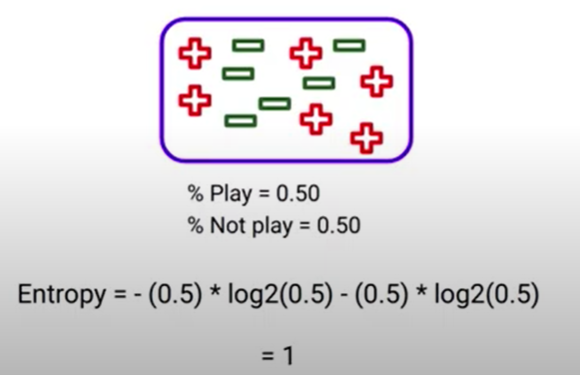 % Play = 0.50
% Not play = 0.50
Entropy = - (0.5) * log2(0.5) - (0.5) * log2(0.5)
= 1